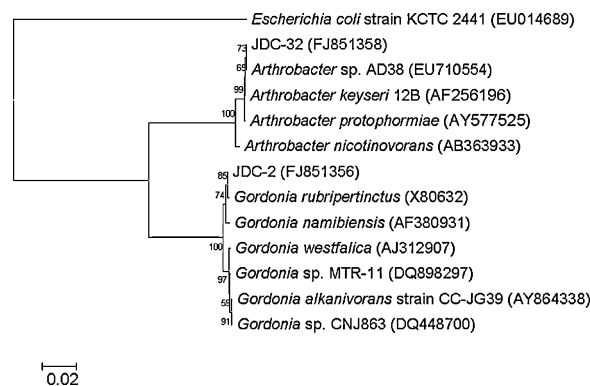 Escherichia coli strain KCTC 2441 (EU014689)
73
JDC-32 (FJ851358)
69
Arthrobacter sp. AD38 (EU710554)
99
Arthrobacter keyseri 12B (AF256196)
100
Arthrobacter protophormiae (AY577525)
Arthrobacter nicotinovorans (AB363933)
85
JDC-2 (FJ851356)
74
Gordonia rubripertinctus (X80632)
Gordonia namibiensis (AF380931)
100
Gordonia westfalica (AJ312907)
97
Gordonia sp. MTR-11 (DQ898297)
59
Gordonia alkanivorans strain CC-JG39 (AY864338)
91
Gordonia sp. CNJ863 (DQ448700)
0.02